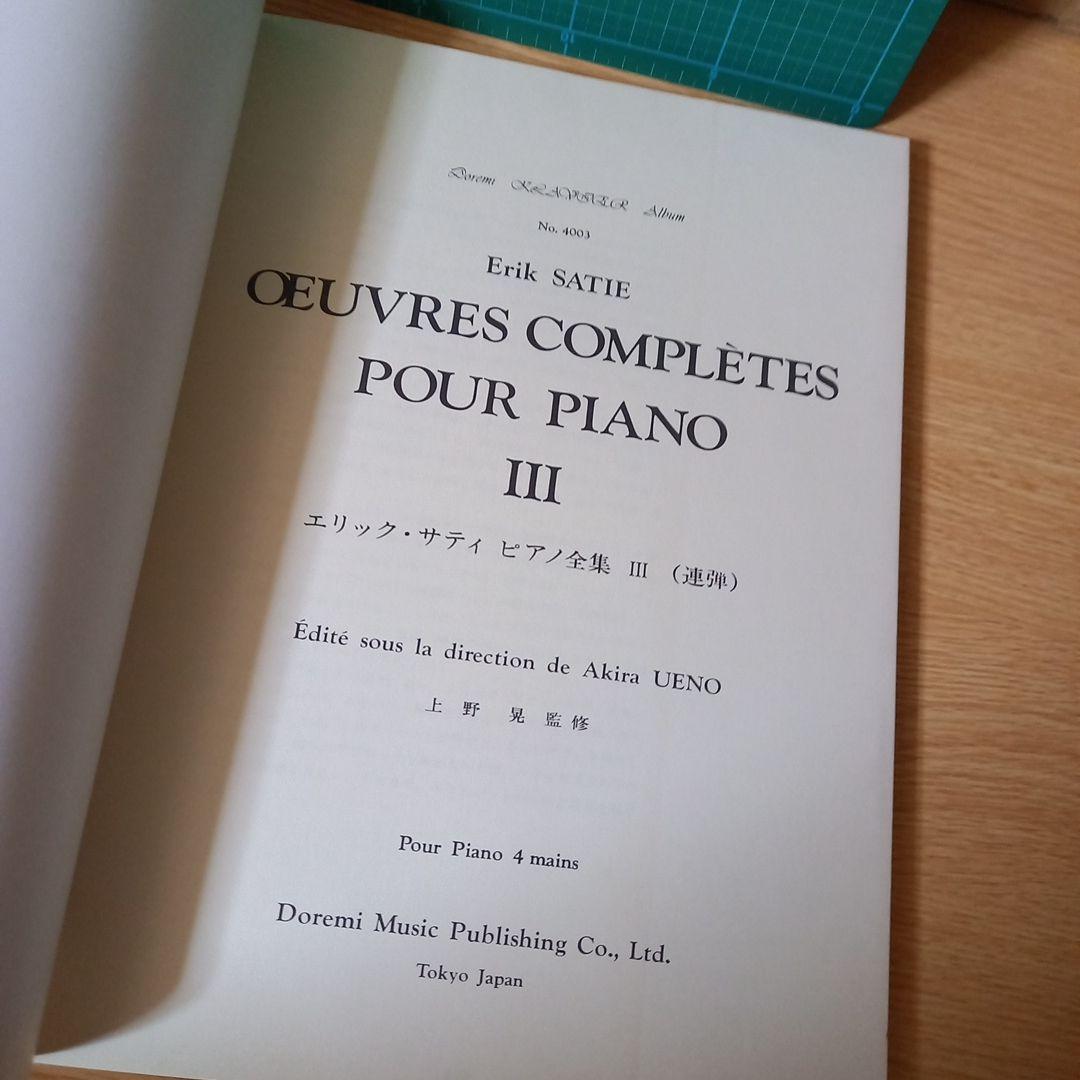 Doremi KLAVIER Album
No. 4003
Erik SATIE
ŒUVRES COMPLÈTES
POUR PIANO
III
エリック・サティ ピアノ全集 III （連弾）
Édité sous la direction de Akira UENO
上野 晃 監修
Pour Piano 4 mains
Doremi Music Publishing Co., Ltd.
Tokyo Japan